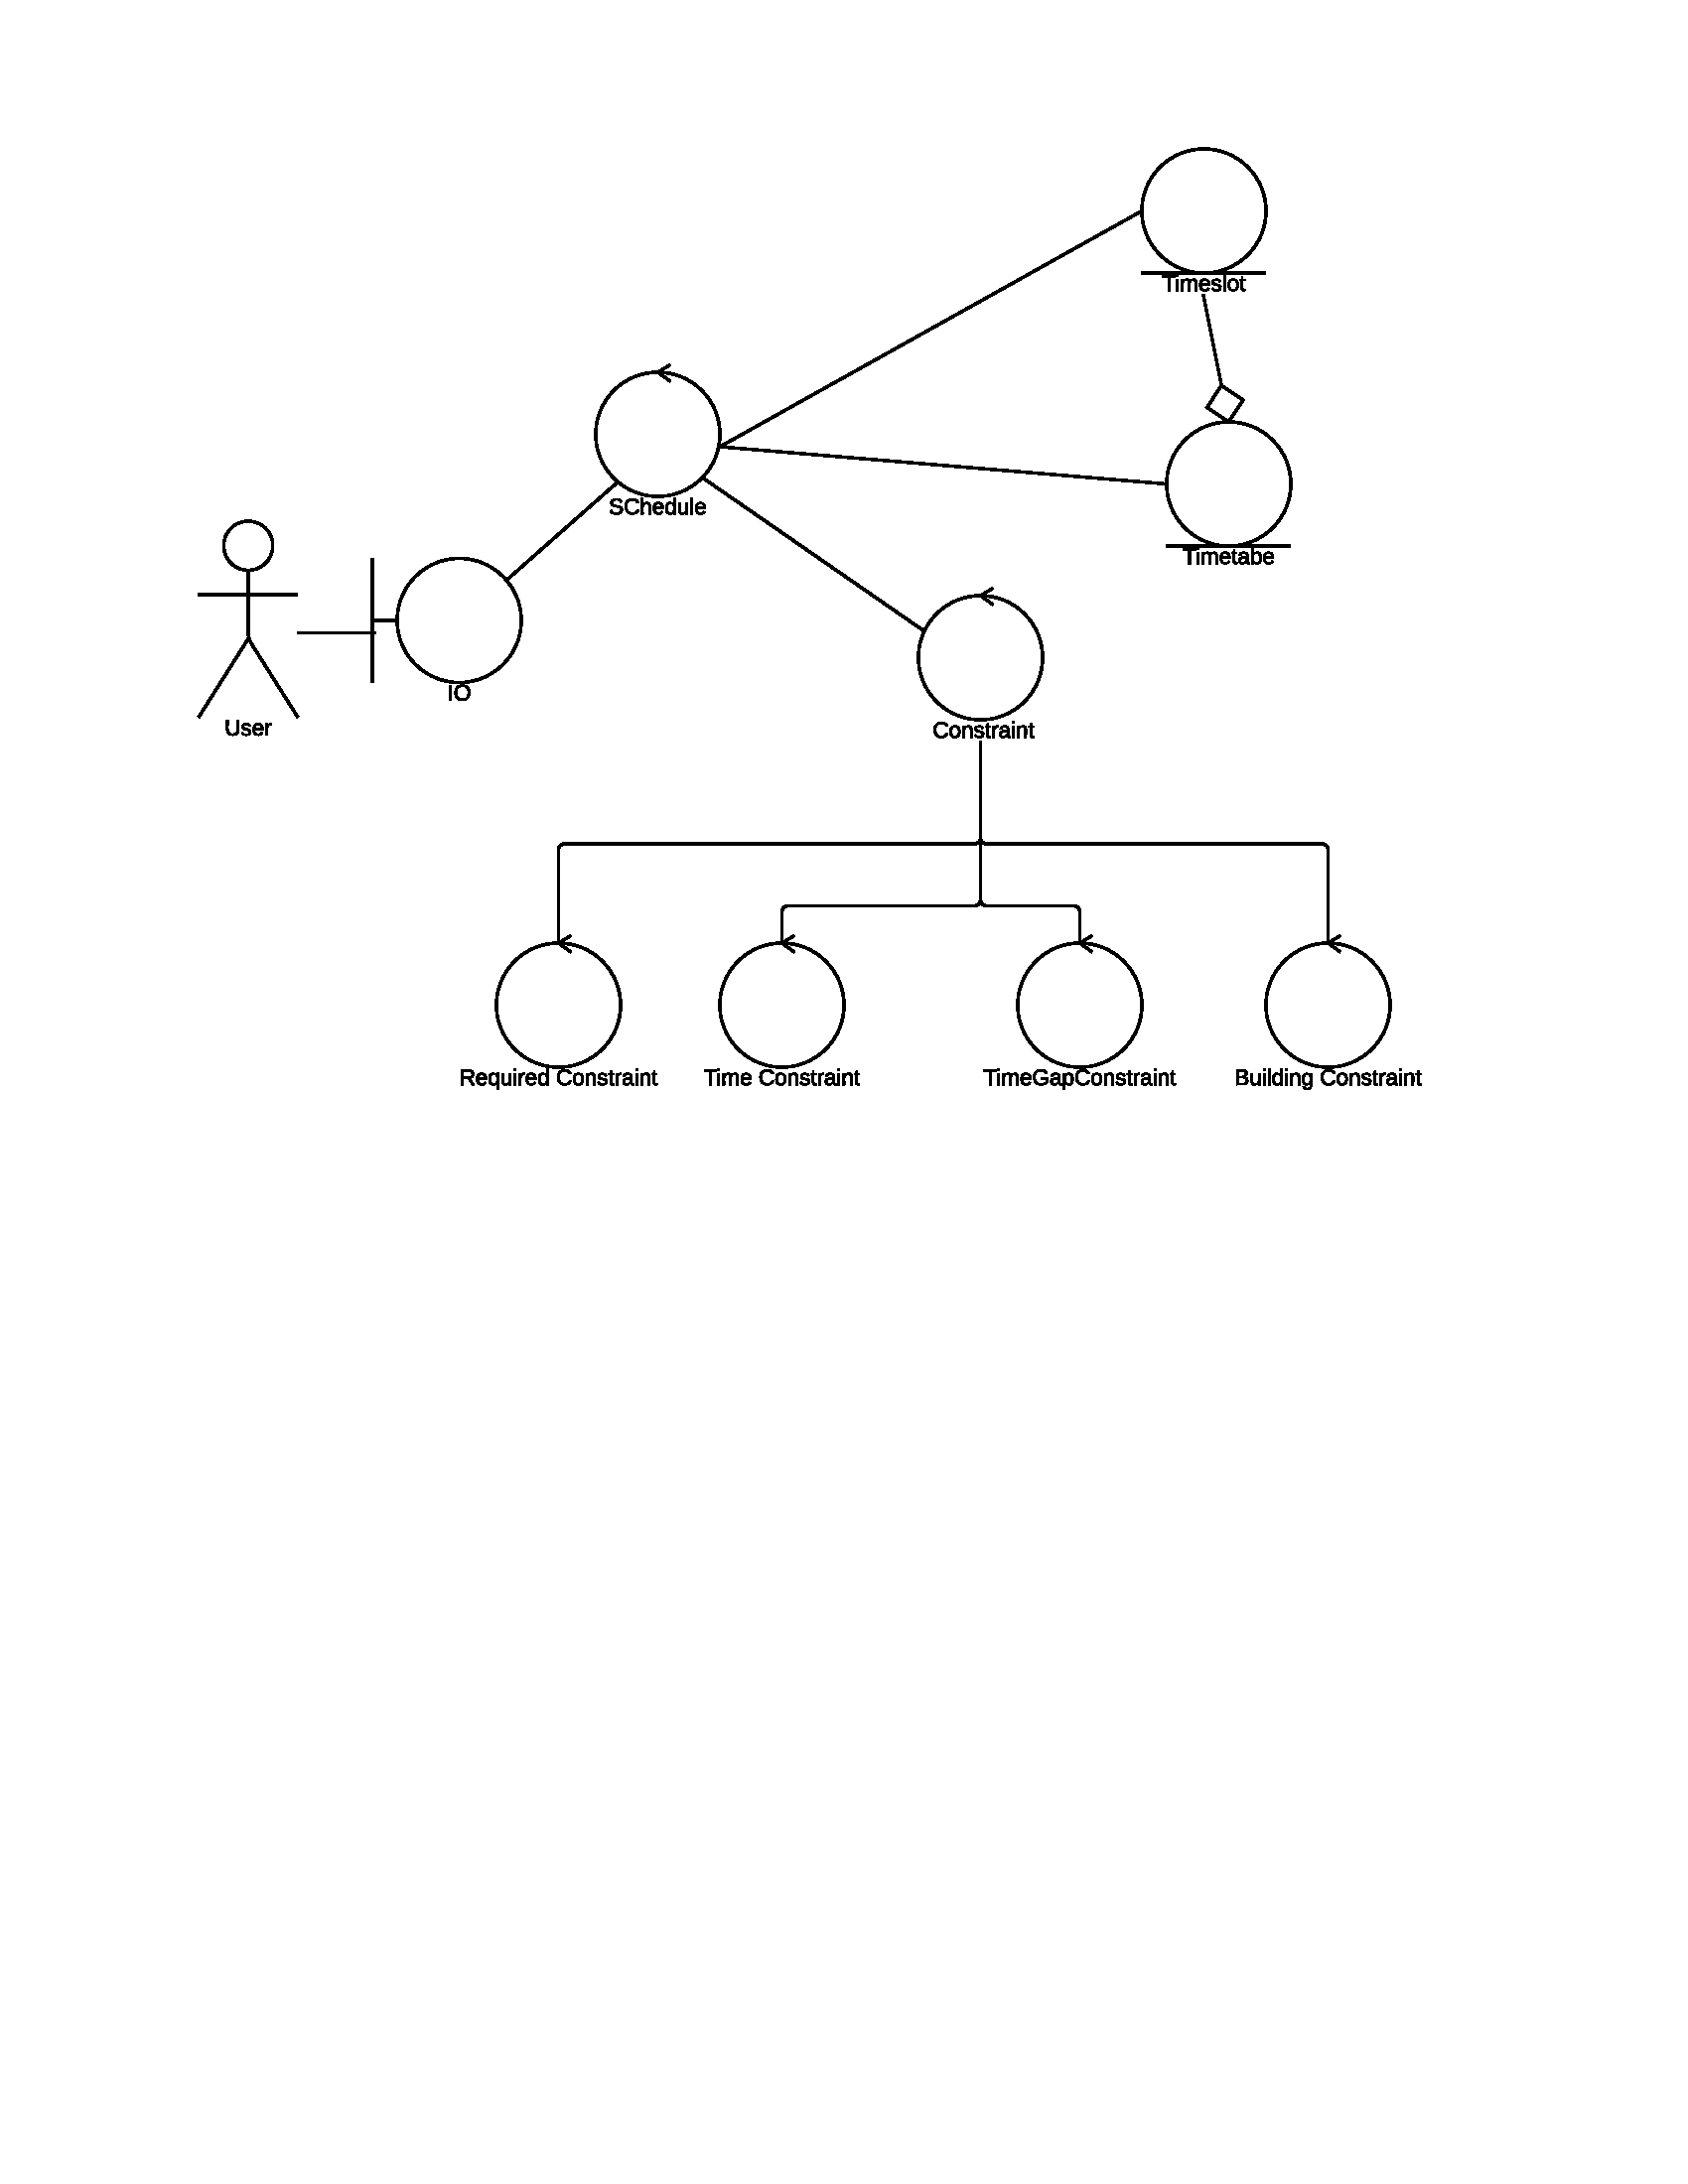 Timeslot
SChedule
Timetabe
IO
User
Constraint
Required Constraint
Time Constraint
TimeGapConstraint
Building Constraint